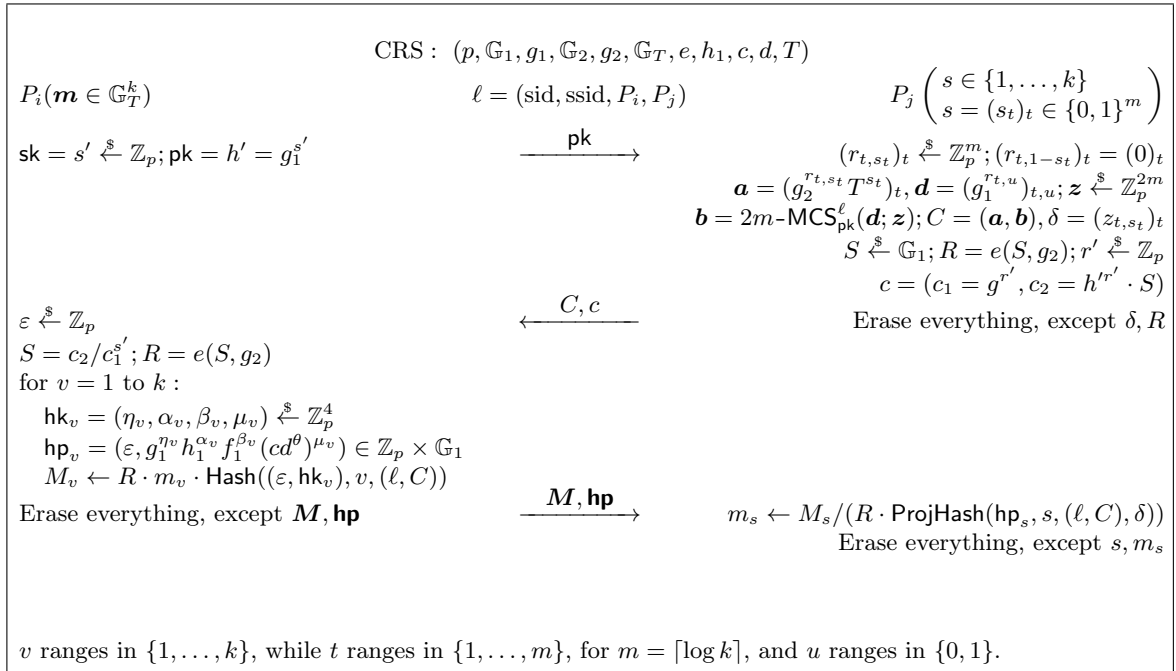 CRS : (p, 𝔾₁, g₁, 𝔾₂, g₂, 𝔾_T, e, h₁, c, d, T)
P_i(𝒎 ∈ 𝔾_T^k) ℓ = (sid, ssid, P_i, P_j) P_j ( s ∈ {1, …, k}
s = (s_t)_t ∈ {0, 1}^m )
sk = s′ ←$ ℤ_p; pk = h′ = g₁^{s′} pk ⟶ (r_{t,s_t})_t ←$ ℤ_p^m; (r_{t,1−s_t})_t = (0)_t
𝒂 = (g₂^{r_{t,s_t}} T^{s_t})_t, 𝒅 = (g₁^{r_{t,u}})_{t,u}; 𝒛 ←$ ℤ_p^{2m}
𝒃 = 2m-MCS_pk^ℓ(𝒅; 𝒛); C = (𝒂, 𝒃), δ = (z_{t,s_t})_t
S ←$ 𝔾₁; R = e(S, g₂); r′ ←$ ℤ_p
c = (c₁ = g^{r′}, c₂ = h′^{r′} · S)
ε ←$ ℤ_p C, c ⟵ Erase everything, except δ, R
S = c₂/c₁^{s′}; R = e(S, g₂)
for v = 1 to k :
hk_v = (η_v, α_v, β_v, μ_v) ←$ ℤ_p^4
hp_v = (ε, g₁^{η_v} h₁^{α_v} f₁^{β_v} (cd^θ)^{μ_v}) ∈ ℤ_p × 𝔾₁
M_v ← R · m_v · Hash((ε, hk_v), v, (ℓ, C))
Erase everything, except 𝑴, hp 𝑴, hp ⟶ m_s ← M_s/(R · ProjHash(hp_s, s, (ℓ, C), δ))
Erase everything, except s, m_s
v ranges in {1, …, k}, while t ranges in {1, …, m}, for m = ⌈log k⌉, and u ranges in {0, 1}.